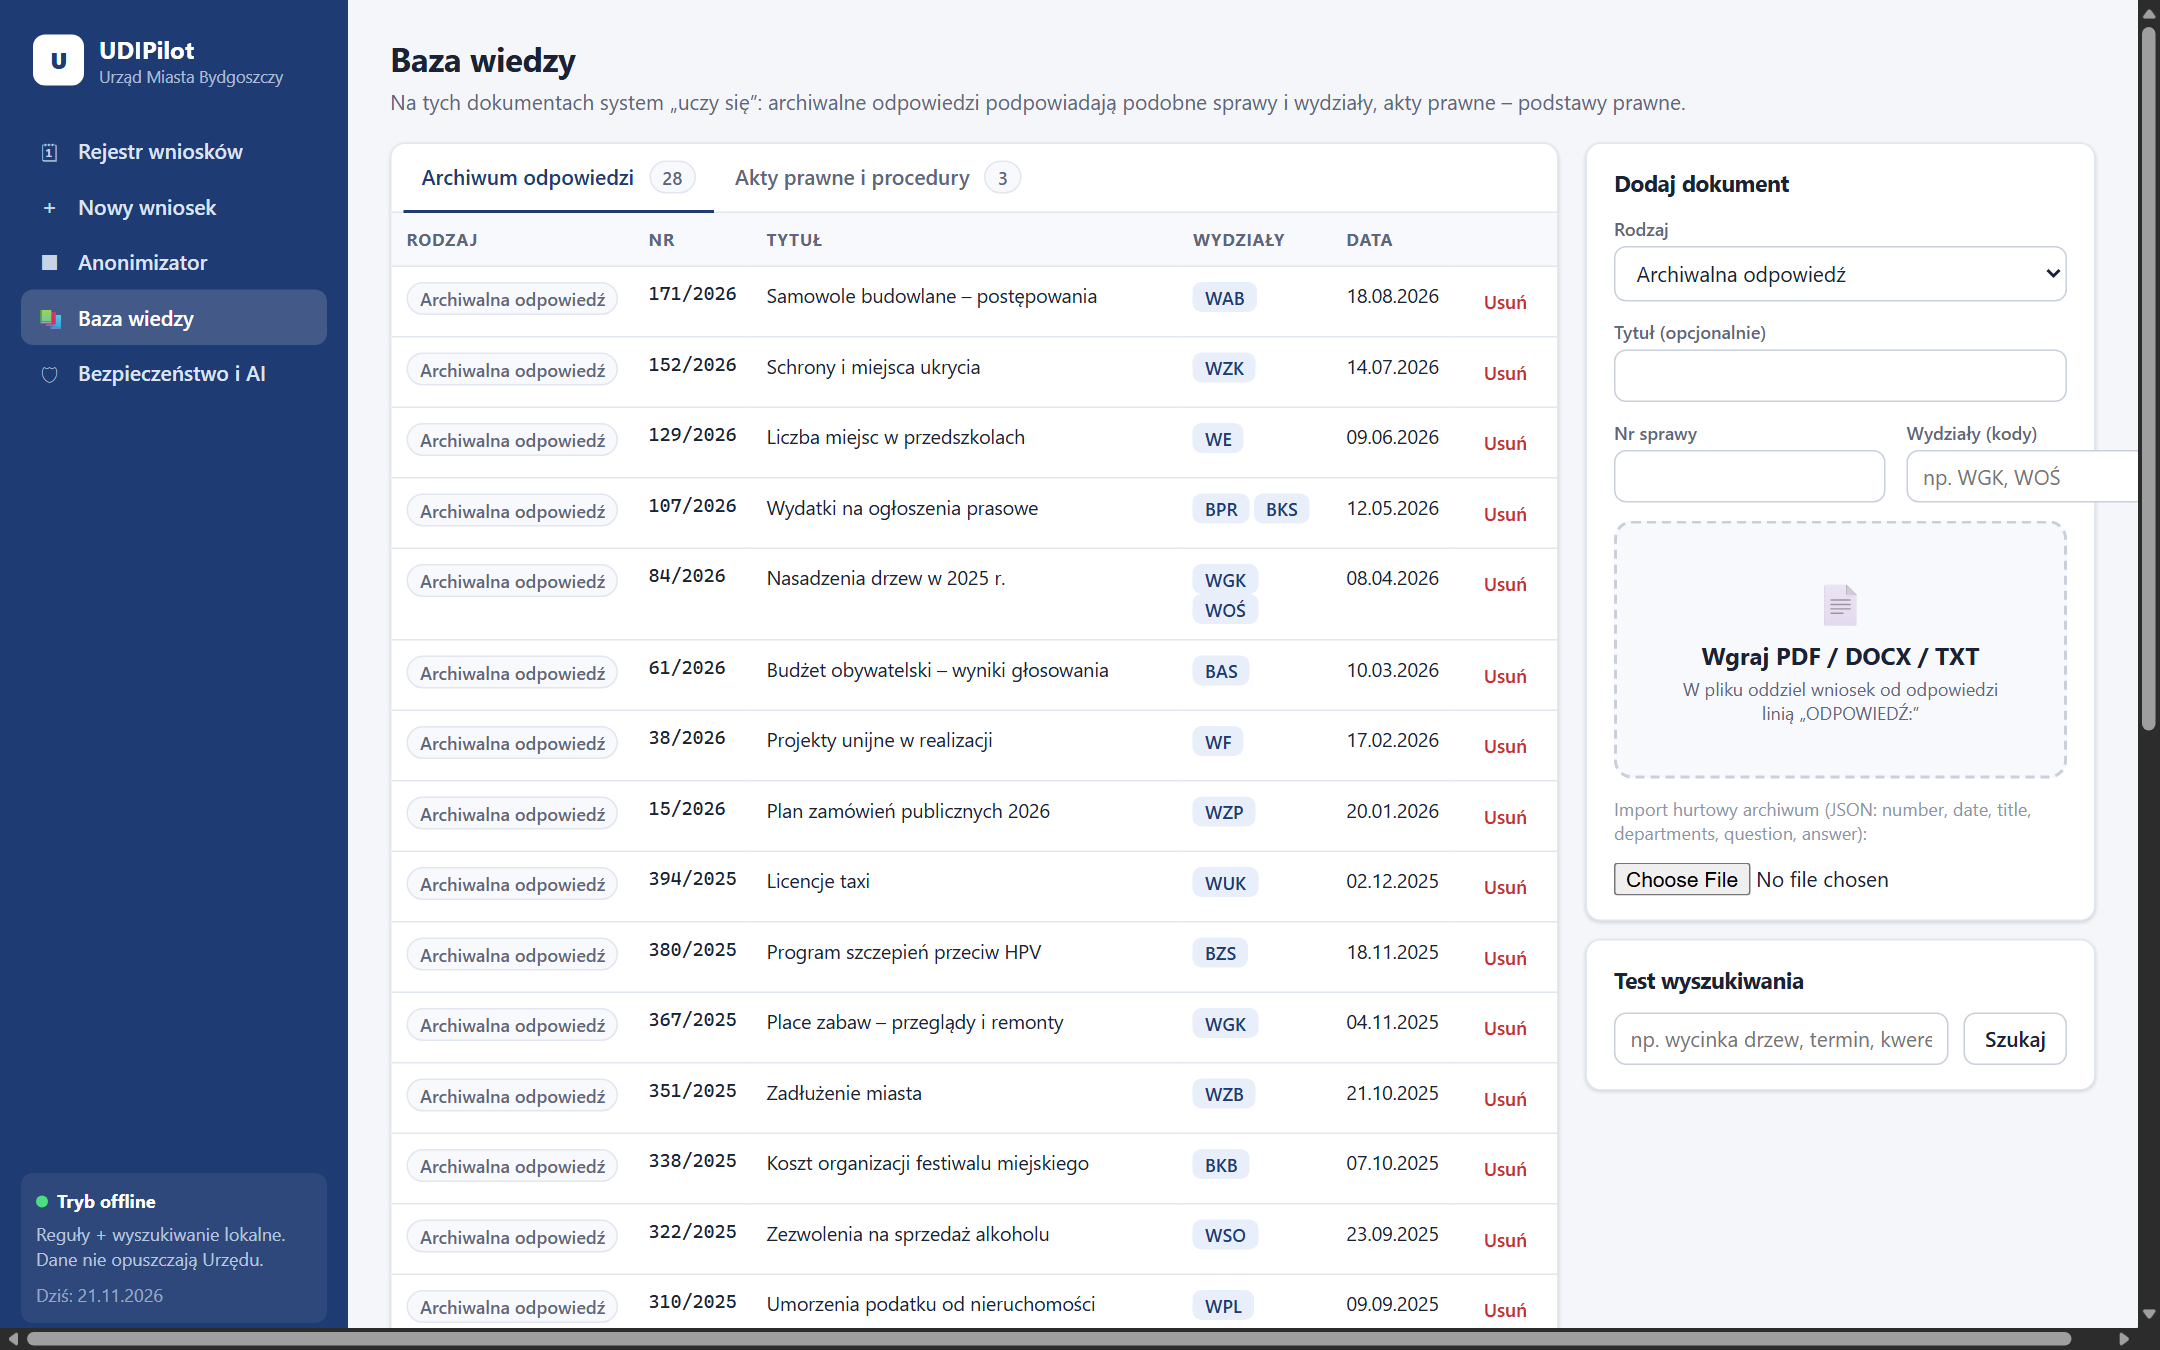 U
UDIPilot
Urząd Miasta Bydgoszczy
Rejestr wniosków
+ Nowy wniosek
Anonimizator
Baza wiedzy
Bezpieczeństwo i AI
Tryb offline
Reguły + wyszukiwanie lokalne.
Dane nie opuszczają Urzędu.
Dziś: 21.11.2026
Baza wiedzy
Na tych dokumentach system „uczy się”: archiwalne odpowiedzi podpowiadają podobne sprawy i wydziały, akty prawne – podstawy prawne.
Archiwum odpowiedzi 28 Akty prawne i procedury 3
RODZAJ NR TYTUŁ WYDZIAŁY DATA
Archiwalna odpowiedź 171/2026 Samowole budowlane – postępowania WAB 18.08.2026 Usuń
Archiwalna odpowiedź 152/2026 Schrony i miejsca ukrycia WZK 14.07.2026 Usuń
Archiwalna odpowiedź 129/2026 Liczba miejsc w przedszkolach WE 09.06.2026 Usuń
Archiwalna odpowiedź 107/2026 Wydatki na ogłoszenia prasowe BPR BKS 12.05.2026 Usuń
Archiwalna odpowiedź 84/2026 Nasadzenia drzew w 2025 r. WGK 08.04.2026 Usuń
WOŚ
Archiwalna odpowiedź 61/2026 Budżet obywatelski – wyniki głosowania BAS 10.03.2026 Usuń
Archiwalna odpowiedź 38/2026 Projekty unijne w realizacji WF 17.02.2026 Usuń
Archiwalna odpowiedź 15/2026 Plan zamówień publicznych 2026 WZP 20.01.2026 Usuń
Archiwalna odpowiedź 394/2025 Licencje taxi WUK 02.12.2025 Usuń
Archiwalna odpowiedź 380/2025 Program szczepień przeciw HPV BZS 18.11.2025 Usuń
Archiwalna odpowiedź 367/2025 Place zabaw – przeglądy i remonty WGK 04.11.2025 Usuń
Archiwalna odpowiedź 351/2025 Zadłużenie miasta WZB 21.10.2025 Usuń
Archiwalna odpowiedź 338/2025 Koszt organizacji festiwalu miejskiego BKB 07.10.2025 Usuń
Archiwalna odpowiedź 322/2025 Zezwolenia na sprzedaż alkoholu WSO 23.09.2025 Usuń
Archiwalna odpowiedź 310/2025 Umorzenia podatku od nieruchomości WPL 09.09.2025 Usuń
Dodaj dokument
Rodzaj
Archiwalna odpowiedź
Tytuł (opcjonalnie)
Nr sprawy Wydziały (kody)
np. WGK, WOŚ
Wgraj PDF / DOCX / TXT
W pliku oddziel wniosek od odpowiedzi
linią „ODPOWIEDŹ:”
Import hurtowy archiwum (JSON: number, date, title,
departments, question, answer):
Choose File No file chosen
Test wyszukiwania
np. wycinka drzew, termin, kwere Szukaj